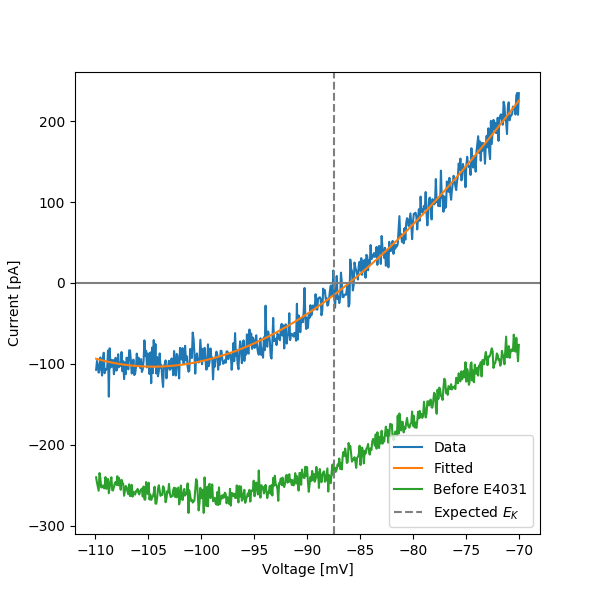 200
100
0
−100
−200
−300
Current [pA]
−110 −105 −100 −95 −90 −85 −80 −75 −70
Voltage [mV]
Data
Fitted
Before E4031
Expected E_K